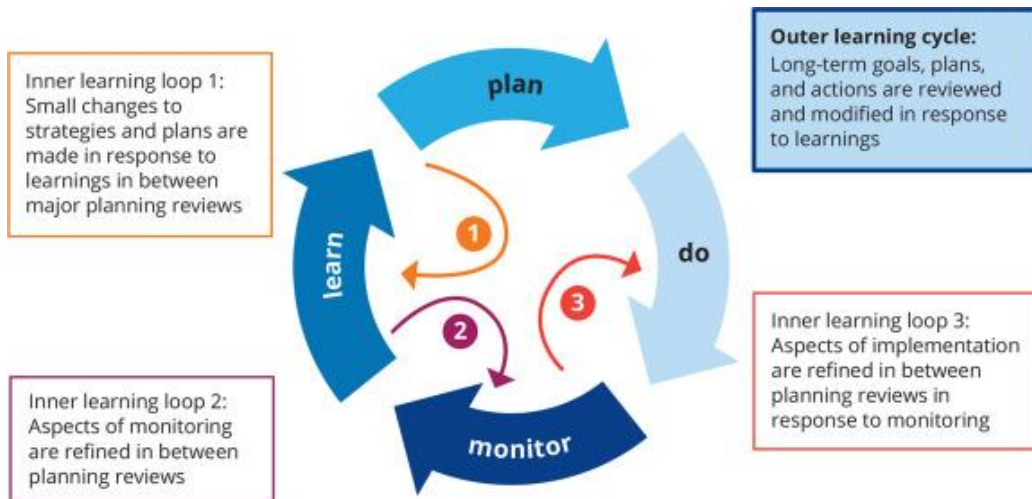 Inner learning loop 1:
Small changes to
strategies and plans are
made in response to
learnings in between
major planning reviews
plan
Outer learning cycle:
Long-term goals, plans,
and actions are reviewed
and modified in response
to learnings
learn
1
do
2
3
Inner learning loop 2:
Aspects of monitoring
are refined in between
planning reviews
monitor
Inner learning loop 3:
Aspects of implementation
are refined in between
planning reviews in
response to monitoring